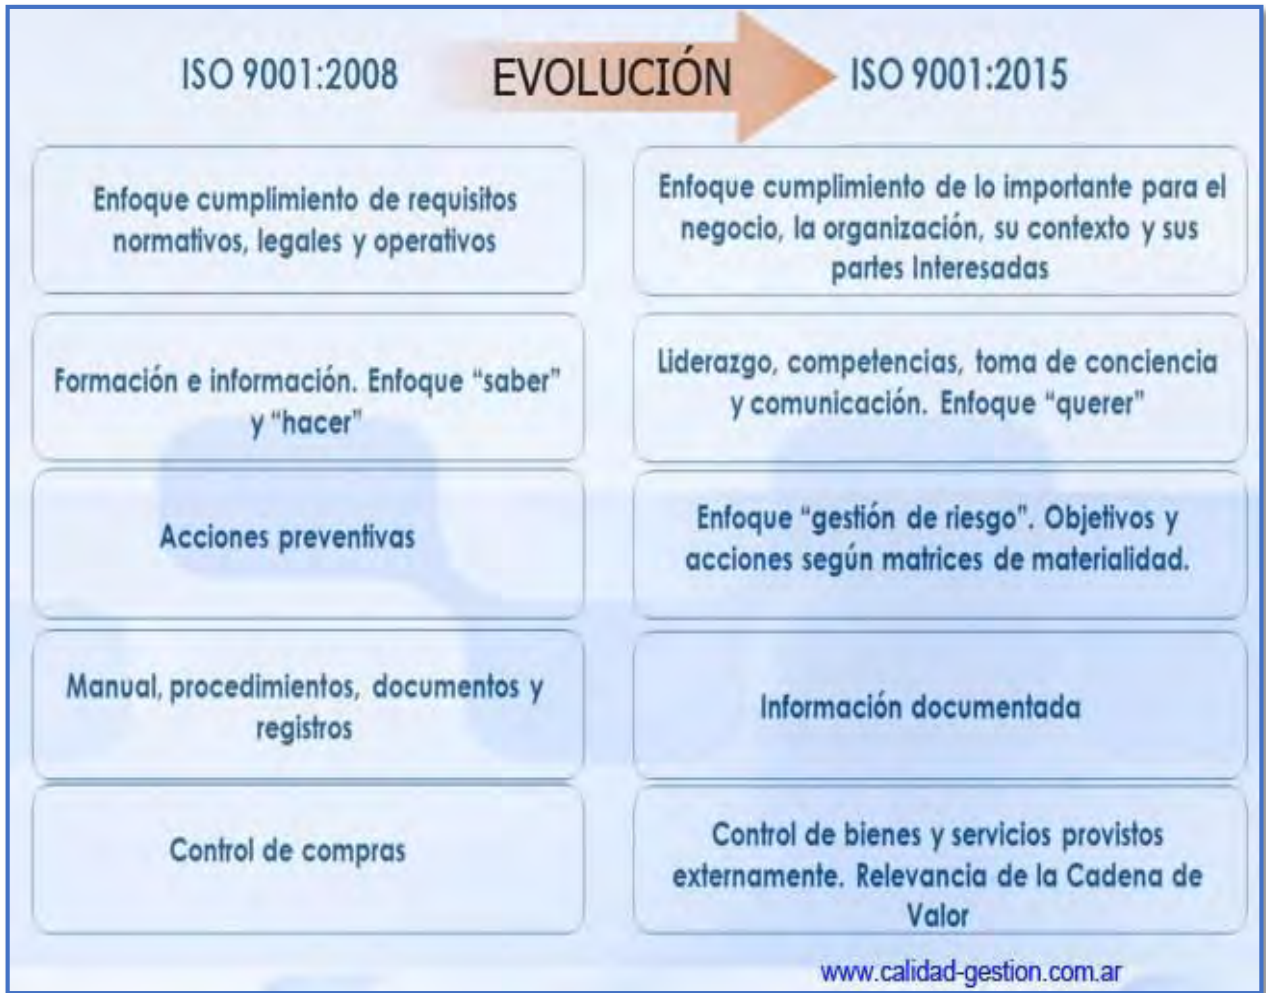 ISO 9001:2008
EVOLUCIÓN
ISO 9001:2015
Enfoque cumplimiento de requisitos
normativos, legales y operativos
Enfoque cumplimiento de lo importante para el
negocio, la organización, su contexto y sus
partes Interesadas
Formación e información. Enfoque “saber”
y “hacer”
Liderazgo, competencias, toma de conciencia
y comunicación. Enfoque “querer”
Acciones preventivas
Enfoque “gestión de riesgo”. Objetivos y
acciones según matrices de materialidad.
Manual, procedimientos, documentos y
registros
Información documentada
Control de compras
Control de bienes y servicios provistos
externamente. Relevancia de la Cadena de
Valor
www.calidad-gestion.com.ar